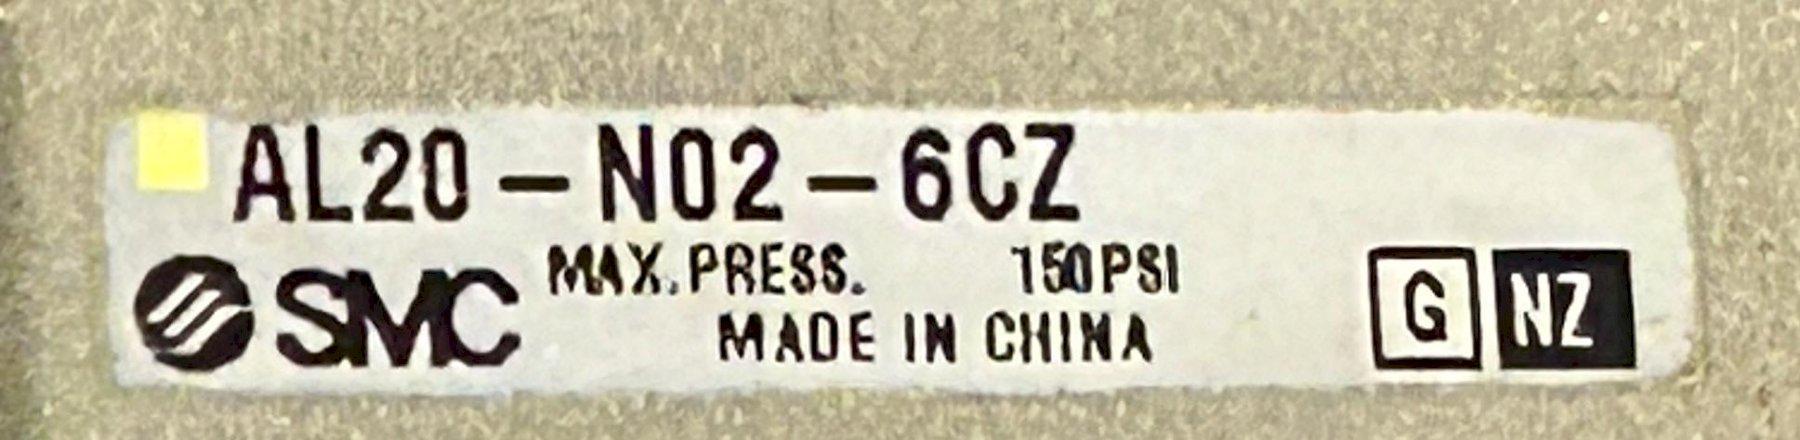 AL20-N02-6CZ
SMC MAX.PRESS. 150PSI
MADE IN CHINA
G NZ